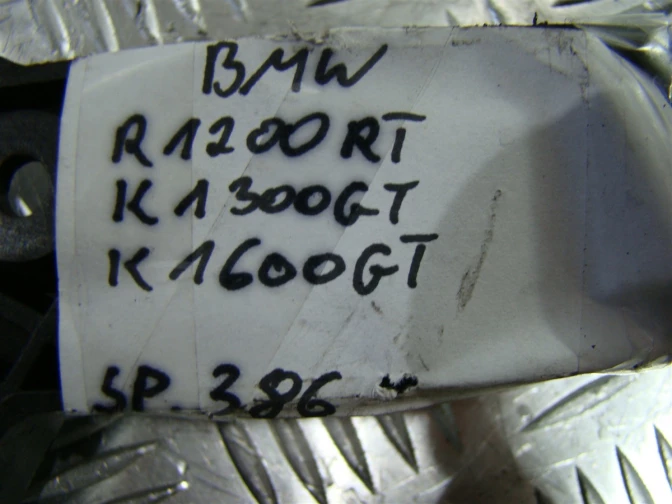 BMW
R1200RT
K1300GT
K1600GT
SP. 386